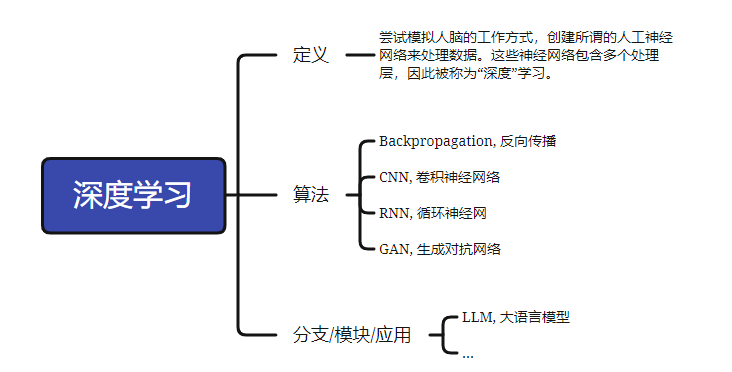 深度学习
定义
尝试模拟人脑的工作方式，创建所谓的人工神经
网络来处理数据。这些神经网络包含多个处理
层，因此被称为“深度”学习。
算法
Backpropagation, 反向传播
CNN, 卷积神经网络
RNN, 循环神经网
GAN, 生成对抗网络
分支/模块/应用
LLM, 大语言模型
...